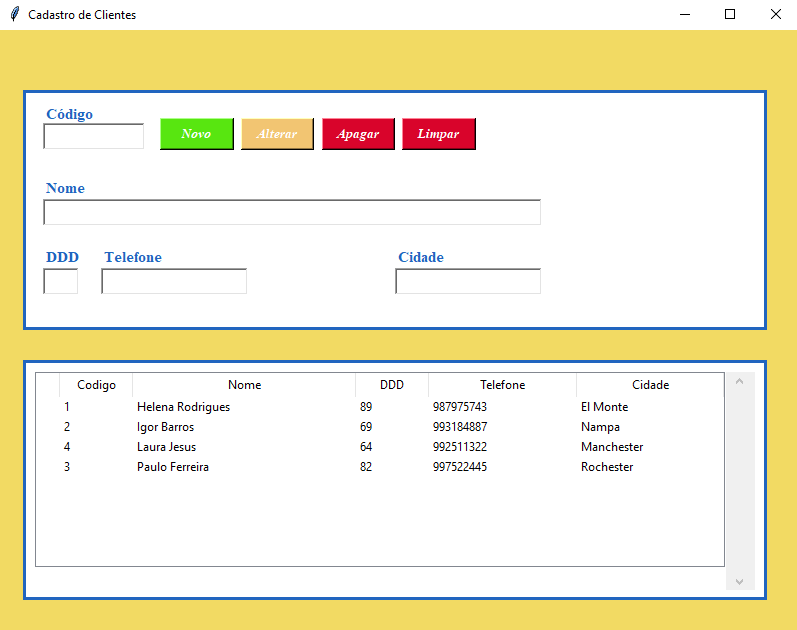 Cadastro de Clientes
Código
Novo Alterar Apagar Limpar
Nome
DDD Telefone Cidade
Codigo Nome DDD Telefone Cidade
1 Helena Rodrigues 89 987975743 El Monte
2 Igor Barros 69 993184887 Nampa
4 Laura Jesus 64 992511322 Manchester
3 Paulo Ferreira 82 997522445 Rochester